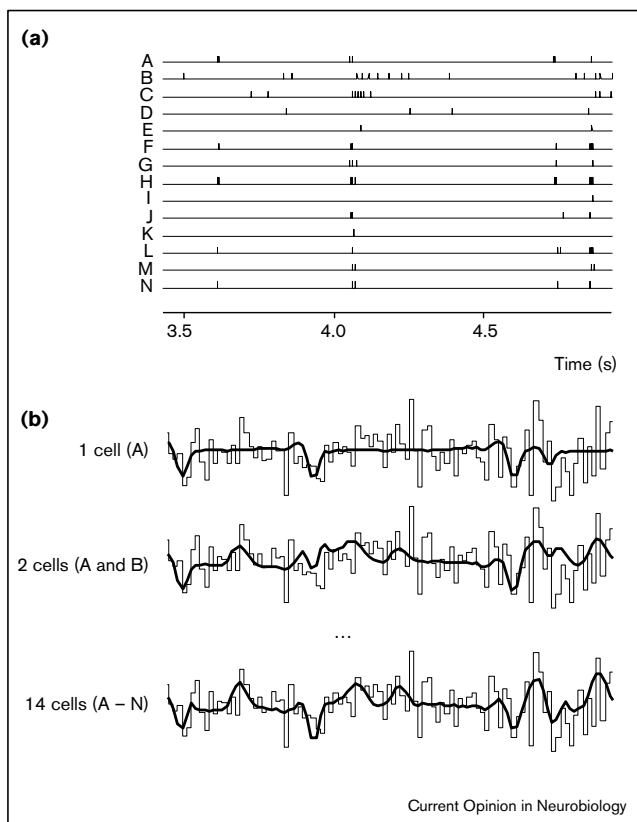 (a)
A
B
C
D
E
F
G
H
I
J
K
L
M
N
3.5 4.0 4.5
Time (s)
(b)
1 cell (A)
2 cells (A and B)
...
14 cells (A – N)
Current Opinion in Neurobiology